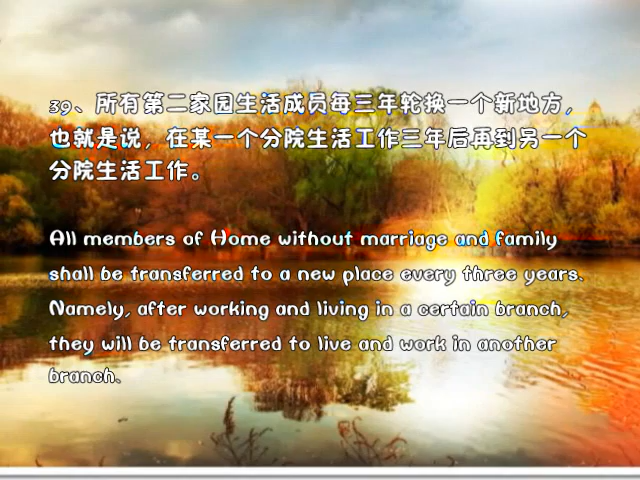 39、所有第二家园生活成员每三年轮换一个新地方，
也就是说，在某一个分院生活工作三年后再到另一个
分院生活工作。
All members of Home without marriage and family
shall be transferred to a new place every three years.
Namely, after working and living in a certain branch,
they will be transferred to live and work in another
branch.